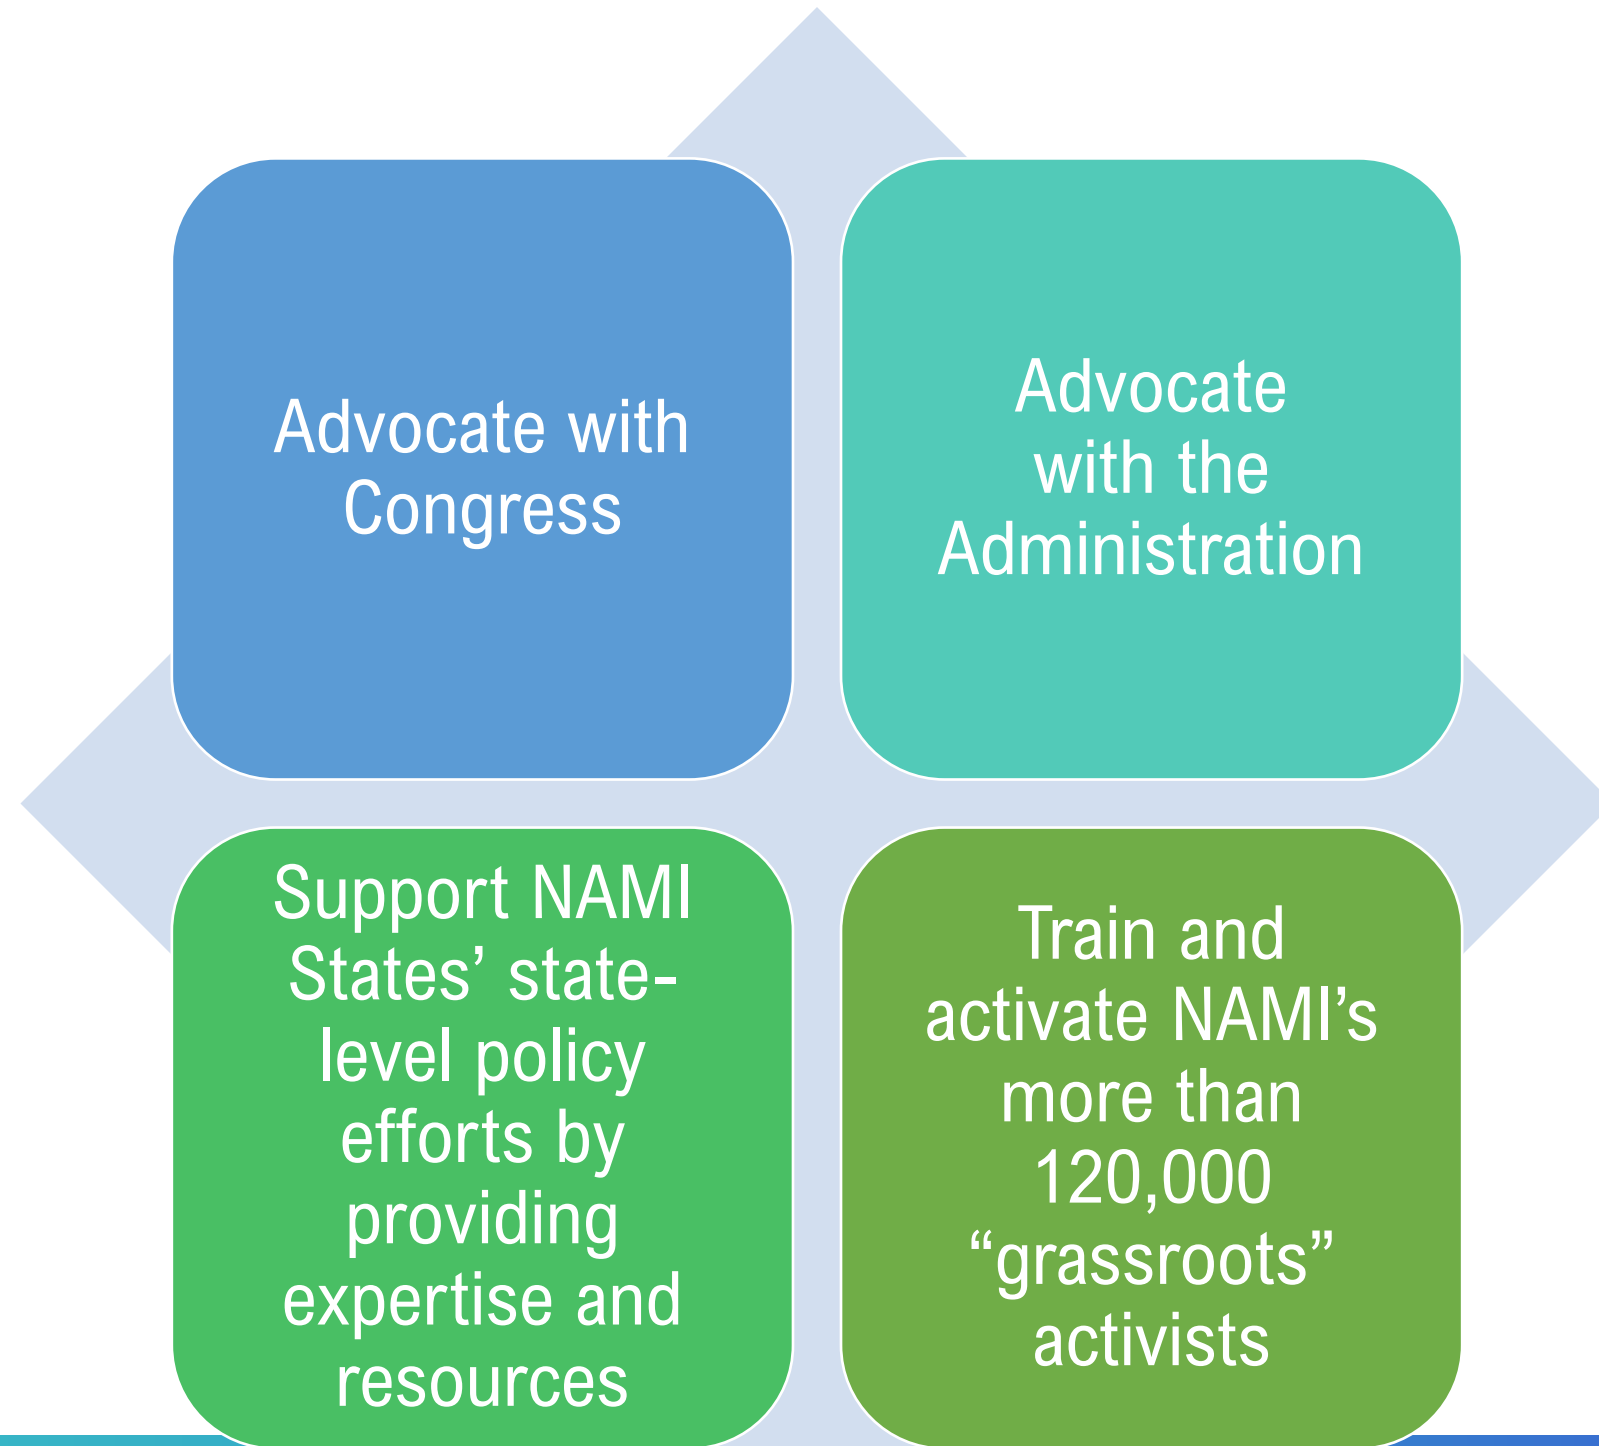 Advocate with
Congress
Advocate
with the
Administration
Support NAMI
States’ state-
level policy
efforts by
providing
expertise and
resources
Train and
activate NAMI’s
more than
120,000
“grassroots”
activists